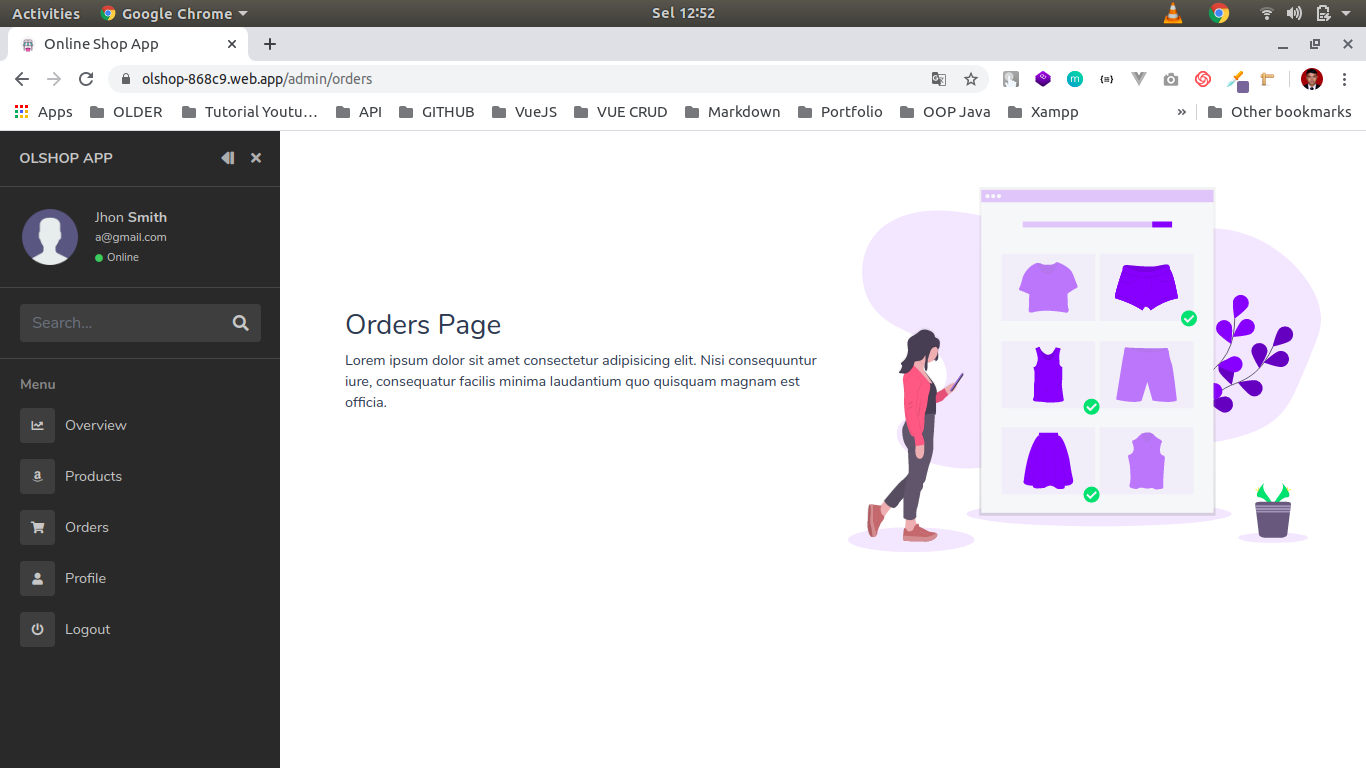 Activities Google Chrome Sel 12:52
Online Shop App
olshop-868c9.web.app/admin/orders
Apps OLDER Tutorial Youtu… API GITHUB VueJS VUE CRUD Markdown Portfolio OOP Java Xampp » Other bookmarks
OLSHOP APP
Jhon Smith
a@gmail.com
Online
Search...
Menu
Overview
Products
Orders
Profile
Logout
Orders Page
Lorem ipsum dolor sit amet consectetur adipisicing elit. Nisi consequuntur
iure, consequatur facilis minima laudantium quo quisquam magnam est
officia.